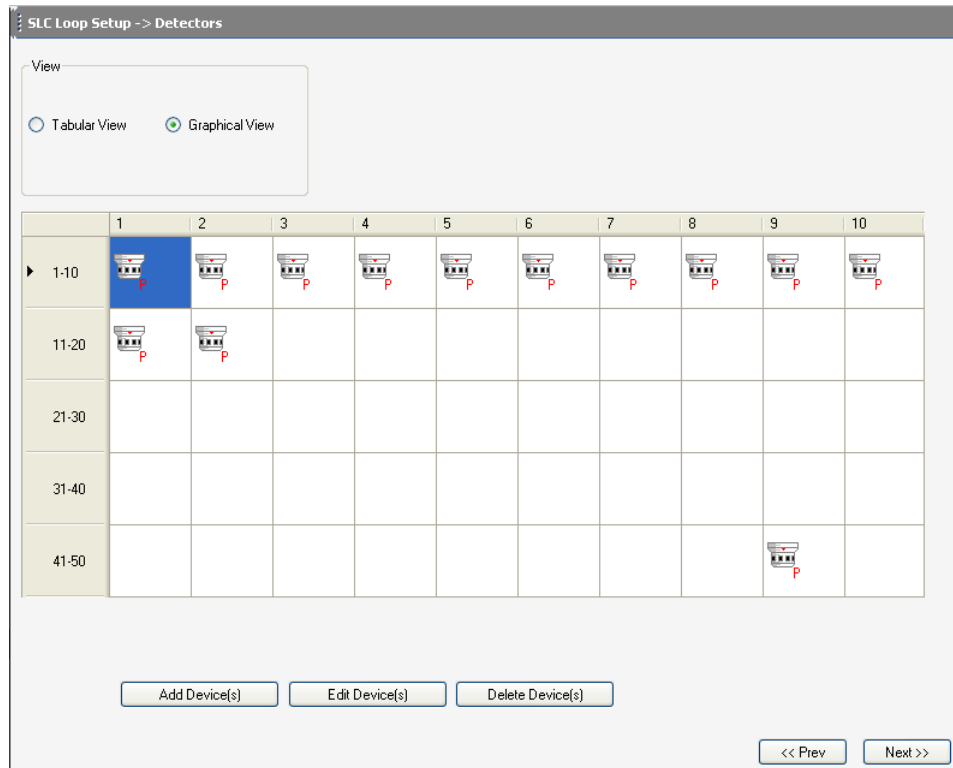 SLC Loop Setup -> Detectors
View
Tabular View Graphical View
1 2 3 4 5 6 7 8 9 10
1-10 P P P P P P P P P P
11-20 P P
21-30
31-40
41-50 P
Add Device(s) Edit Device(s) Delete Device(s)
<< Prev Next >>